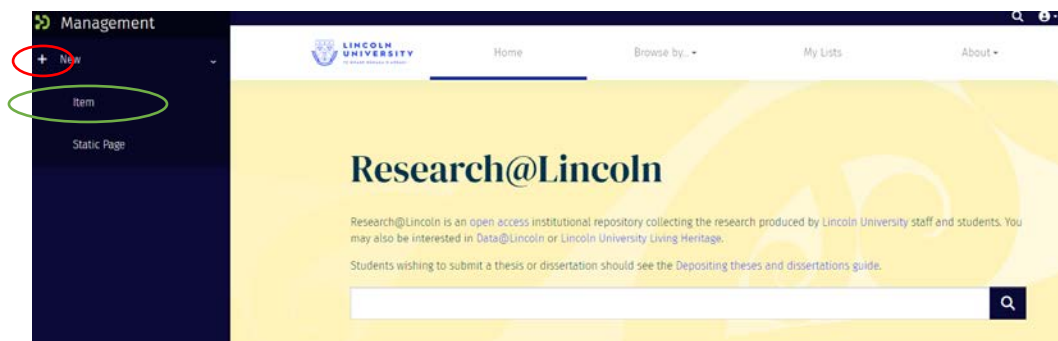 Management
New
Item
Static Page
LINCOLN
UNIVERSITY
Home
Browse by..
My Lists
About
Research@Lincoln
Research@Lincoln is an open access institutional repository collecting the research produced by Lincoln University staff and students. You
may also be interested in Data@Lincoln or Lincoln University Living Heritage.
Students wishing to submit a thesis or dissertation should see the Depositing theses and dissertations guide.